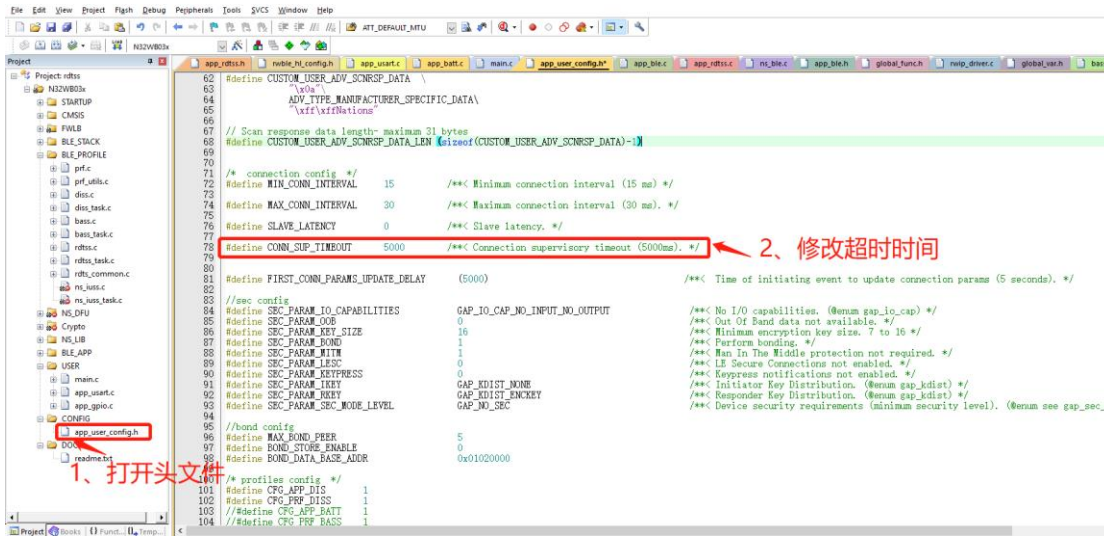 File Edit View Project Flash Debug Peripherals Tools SVCS Window Help
ATT_DEFAULT_MTU
N32WB03x
Project
app_rdtss.h rwble_hl_config.h app_usart.c app_batt.c main.c app_user_config.h* app_ble.c app_rdtss.c ns_ble.c app_ble.h global_func.h rwip_driver.c global_var.h bas
Project: rdtss
N32WB03x
STARTUP
CMSIS
FWLB
BLE_STACK
BLE_PROFILE
prf.c
prf_utils.c
diss.c
diss_task.c
bass.c
bass_task.c
rdtss.c
rdtss_task.c
rdts_common.c
ns_iuss.c
ns_iuss_task.c
NS_DFU
Crypto
NS_LIB
BLE_APP
USER
main.c
app_usart.c
app_gpio.c
CONFIG
app_user_config.h
readme.txt
1、打开头文件
Project Books Funct... Temp...
62 #define CUSTOM_USER_ADV_SCNRSP_DATA \
63 "\x0a"\
64 ADV_TYPE_MANUFACTURER_SPECIFIC_DATA\
65 "\xff\xffNations"
66
67 // Scan response data length- maximum 31 bytes
68 #define CUSTOM_USER_ADV_SCNRSP_DATA_LEN (sizeof(CUSTOM_USER_ADV_SCNRSP_DATA)-1)
69
70
71 /* connection config */
72 #define MIN_CONN_INTERVAL 15 /**< Minimum connection interval (15 ms) */
73
74 #define MAX_CONN_INTERVAL 30 /**< Maximum connection interval (30 ms). */
75
76 #define SLAVE_LATENCY 0 /**< Slave latency. */
77
78 #define CONN_SUP_TIMEOUT 5000 /**< Connection supervisory timeout (5000ms). */
2、修改超时时间
79
80
81 #define FIRST_CONN_PARAMS_UPDATE_DELAY (5000) /**< Time of initiating event to update connection params (5 seconds). */
82
83 //sec config
84 #define SEC_PARAM_IO_CAPABILITIES GAP_IO_CAP_NO_INPUT_NO_OUTPUT /**< No I/O capabilities. (@enum gap_io_cap) */
85 #define SEC_PARAM_OOB 0 /**< Out Of Band data not available. */
86 #define SEC_PARAM_KEY_SIZE 16 /**< Minimum encryption key size. 7 to 16 */
87 #define SEC_PARAM_BOND 1 /**< Perform bonding. */
88 #define SEC_PARAM_MITM 1 /**< Man In The Middle protection not required. */
89 #define SEC_PARAM_LESC 0 /**< LE Secure Connections not enabled. */
90 #define SEC_PARAM_KEYPRESS 0 /**< Keypress notifications not enabled. */
91 #define SEC_PARAM_IKEY GAP_KDIST_NONE /**< Initiator Key Distribution. (@enum gap_kdist) */
92 #define SEC_PARAM_RKEY GAP_KDIST_ENCKEY /**< Responder Key Distribution. (@enum gap_kdist) */
93 #define SEC_PARAM_SEC_MODE_LEVEL GAP_NO_SEC /**< Device security requirements (minimum security level). (@enum see gap_sec_
94
95 //bond conifg
96 #define MAX_BOND_PEER 5
97 #define BOND_STORE_ENABLE 0
98 #define BOND_DATA_BASE_ADDR 0x01020000
100 /* profiles config */
101 #define CFG_APP_DIS 1
102 #define CFG_PRF_DISS 1
103 //#define CFG_APP_BATT 1
104 //#define CFG_PRF_BASS 1